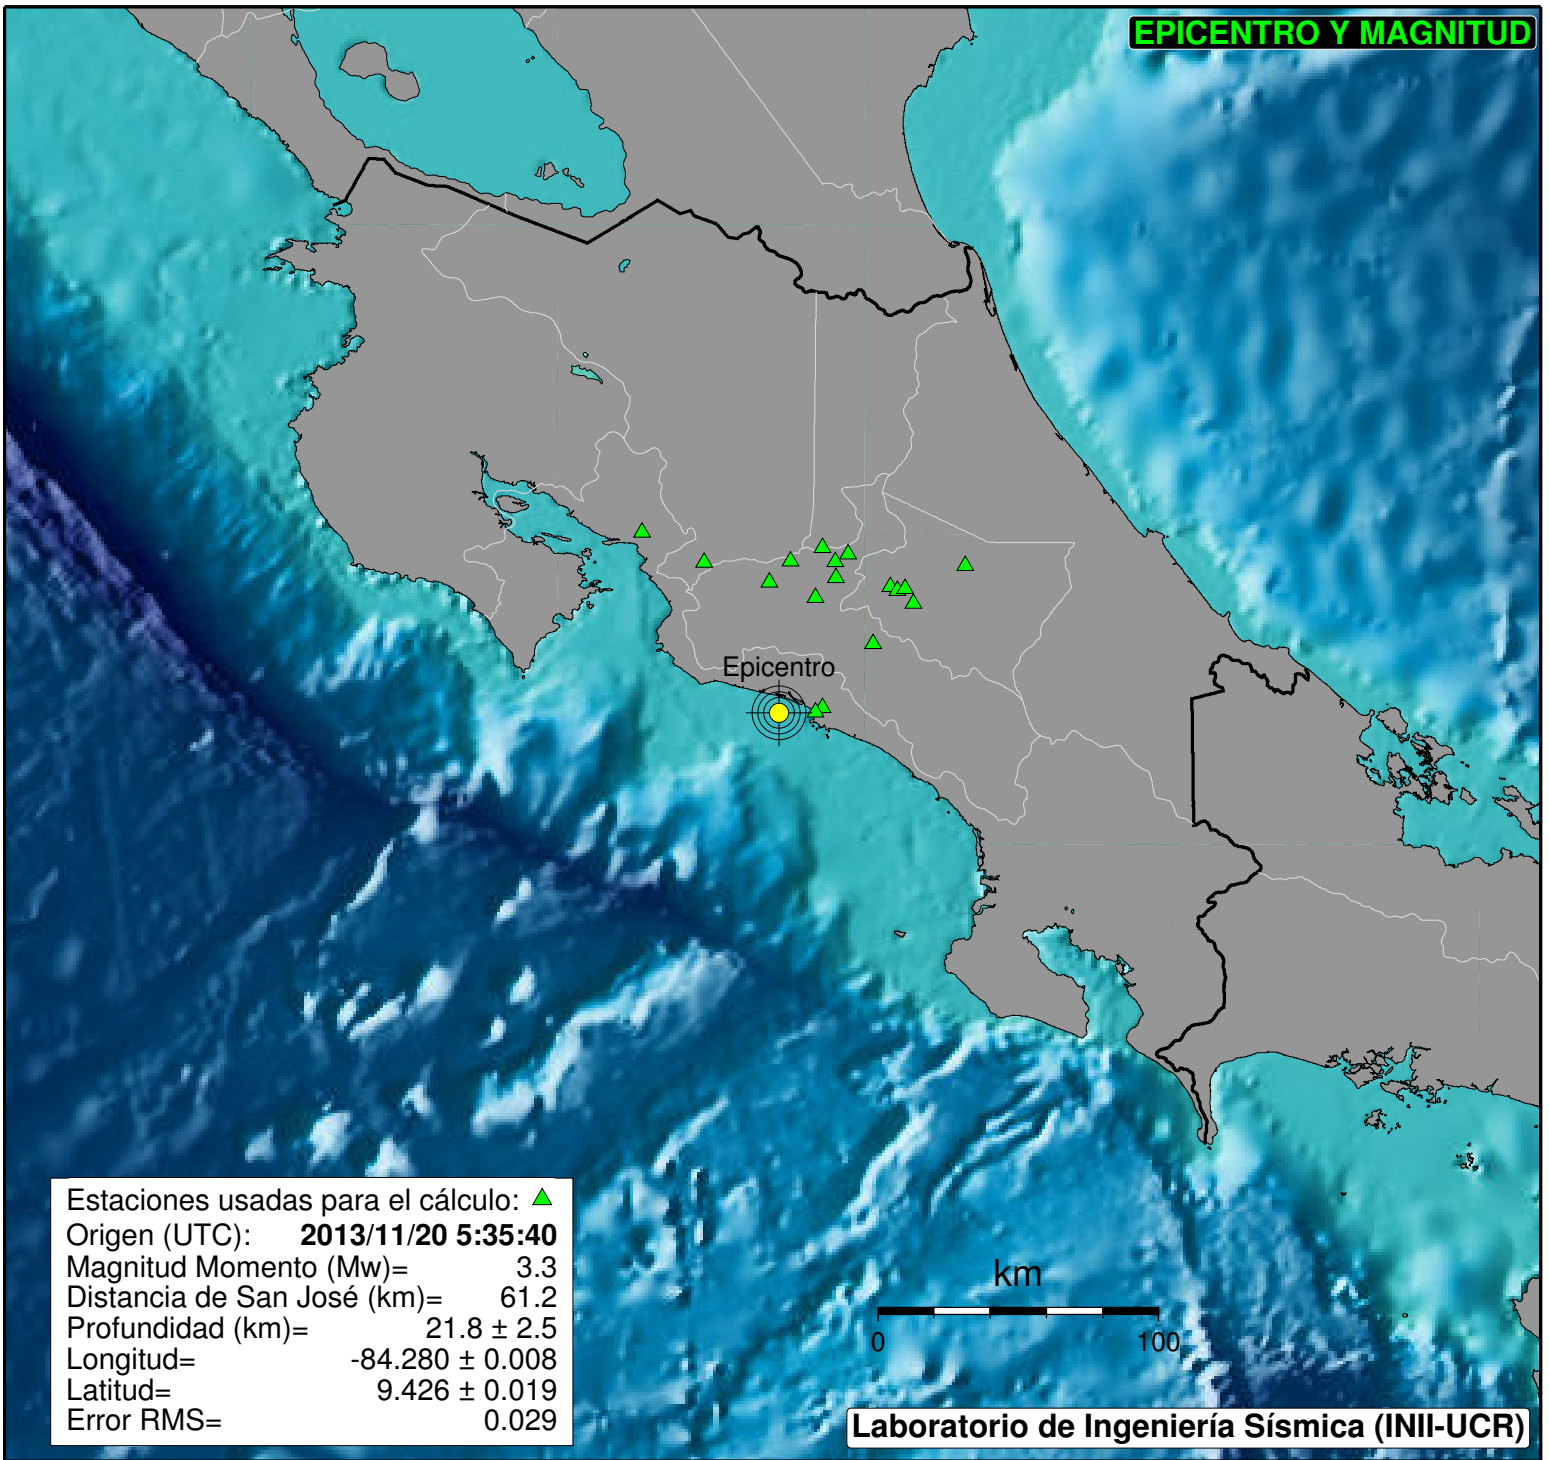 EPICENTRO Y MAGNITUD
Epicentro
Estaciones usadas para el cálculo:
Origen (UTC): 2013/11/20 5:35:40
Magnitud Momento (Mw)= 3.3
Distancia de San José (km)= 61.2
Profundidad (km)= 21.8 ± 2.5
Longitud= -84.280 ± 0.008
Latitud= 9.426 ± 0.019
Error RMS= 0.029
km
0 100
Laboratorio de Ingeniería Sísmica (INII-UCR)